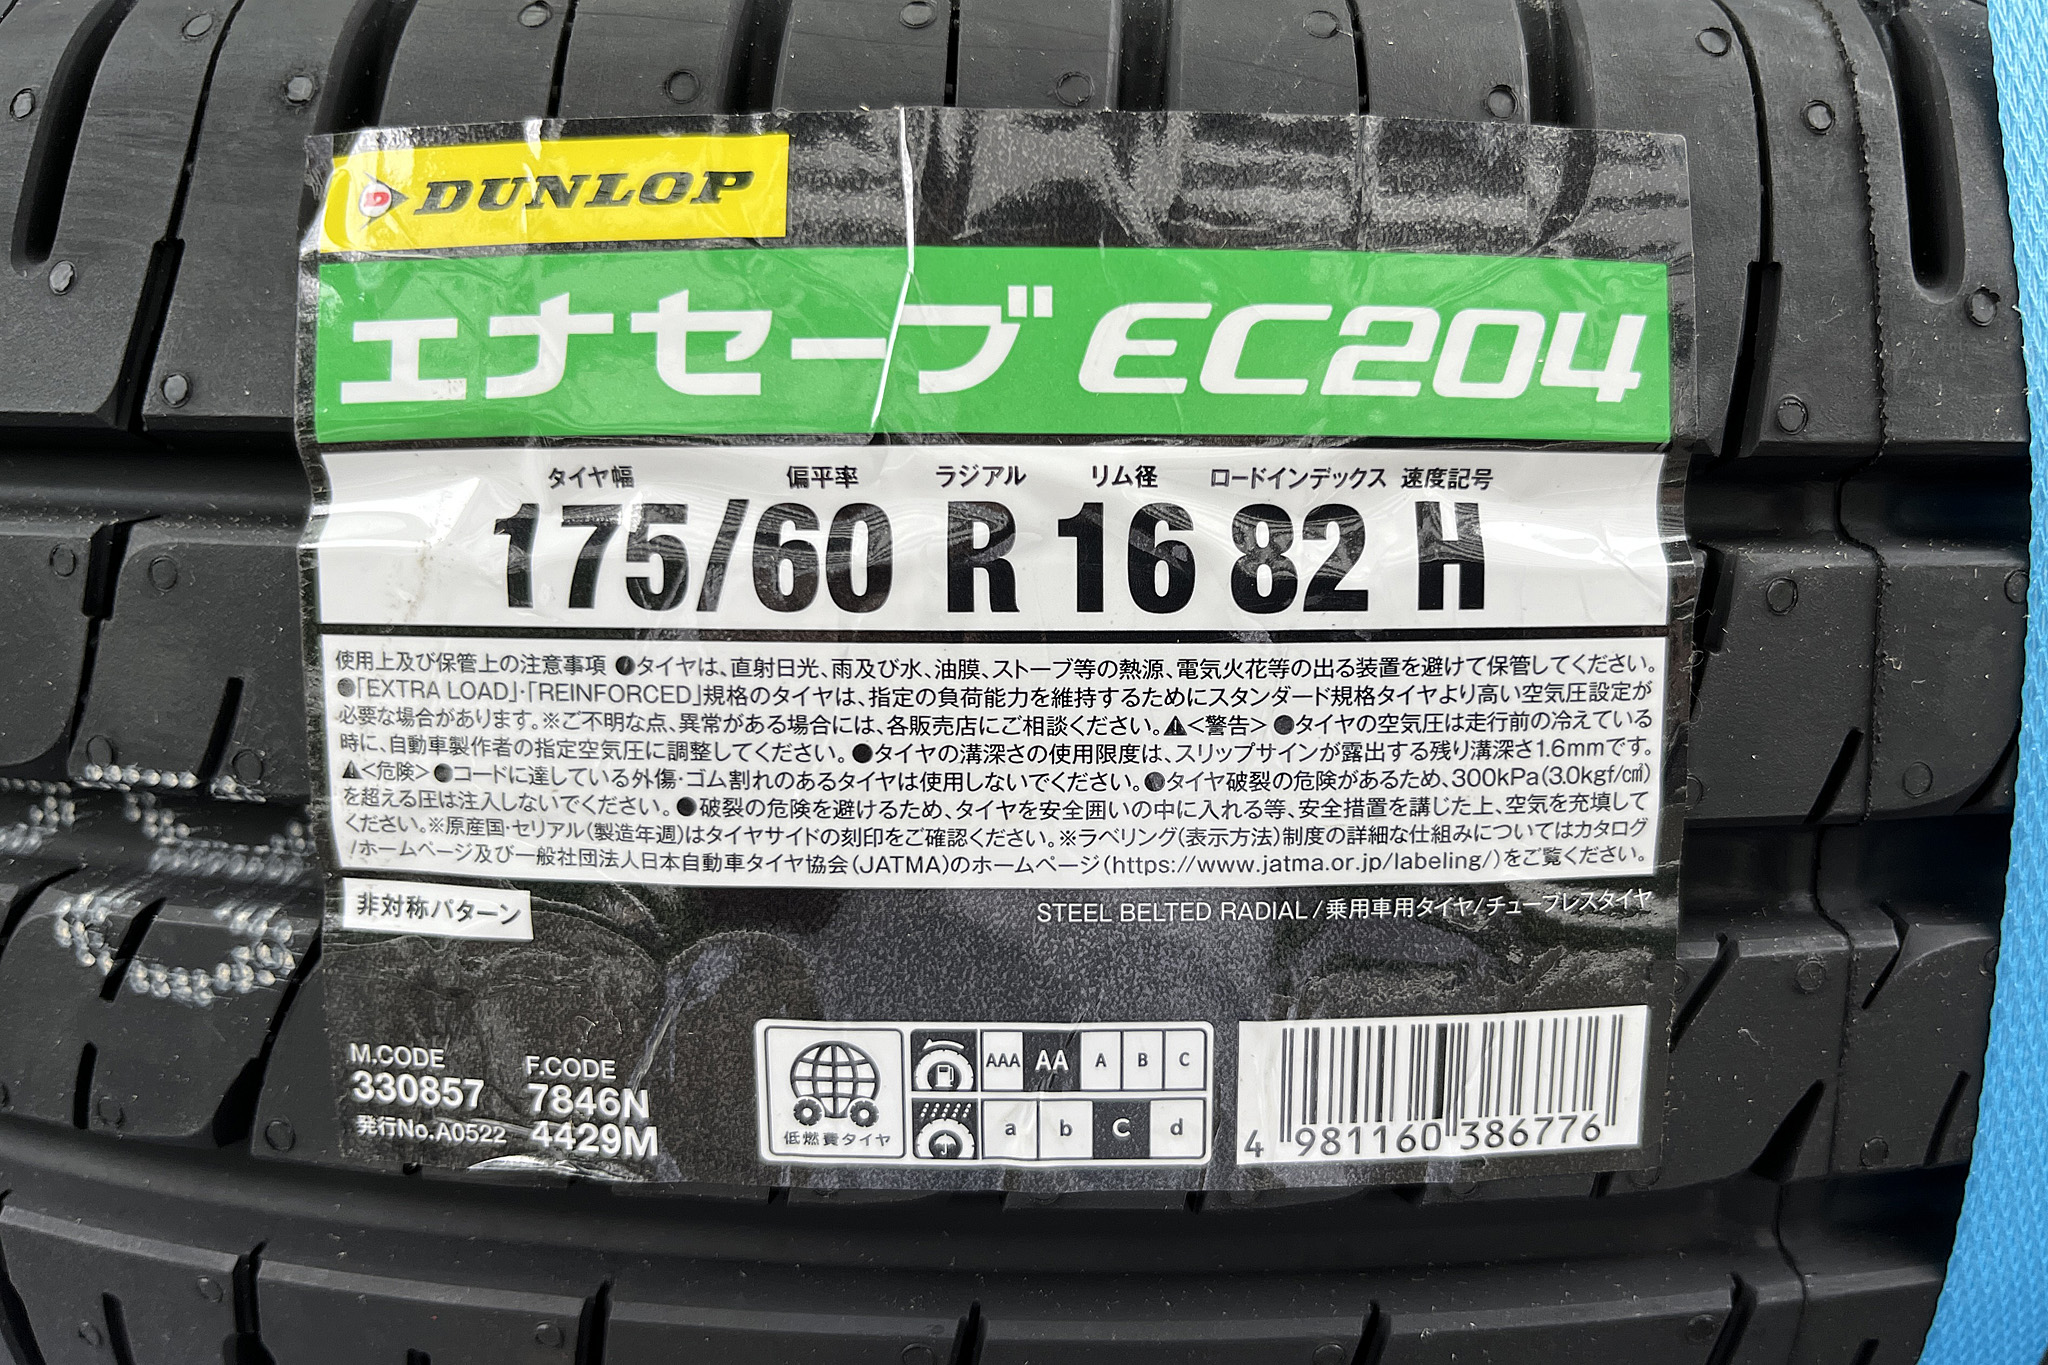 DUNLOP
エナセーブ EC204
タイヤ幅 偏平率 ラジアル リム径 ロードインデックス 速度記号
175/60 R 16 82 H
使用上及び保管上の注意事項 ●タイヤは、直射日光、雨及び水、油膜、ストーブ等の熱源、電気火花等の出る装置を避けて保管してください。
●「EXTRA LOAD」・「REINFORCED」規格のタイヤは、指定の負荷能力を維持するためにスタンダード規格タイヤより高い空気圧設定が
必要な場合があります。※ご不明な点、異常がある場合には、各販売店にご相談ください。⚠<警告> ●タイヤの空気圧は走行前の冷えている
時に、自動車製作者の指定空気圧に調整してください。●タイヤの溝深さの使用限度は、スリップサインが露出する残り溝深さ1.6mmです。
⚠<危険> ●コードに達している外傷・ゴム割れのあるタイヤは使用しないでください。●タイヤ破裂の危険があるため、300kPa(3.0kgf/c㎡)
を超える圧は注入しないでください。●破裂の危険を避けるため、タイヤを安全囲いの中に入れる等、安全措置を講じた上、空気を充填して
ください。※原産国・セリアル(製造年週)はタイヤサイドの刻印をご確認ください。※ラベリング(表示方法)制度の詳細な仕組みについてはカタログ
/ホームページ及び一般社団法人日本自動車タイヤ協会(JATMA)のホームページ(https://www.jatma.or.jp/labeling/)をご覧ください。
非対称パターン
STEEL BELTED RADIAL/乗用車用タイヤ/チューブレスタイヤ
M.CODE F.CODE
330857 7846N
発行No.A0522 4429M
低燃費タイヤ
AAA AA A B C
a b c d
4 981160 386776